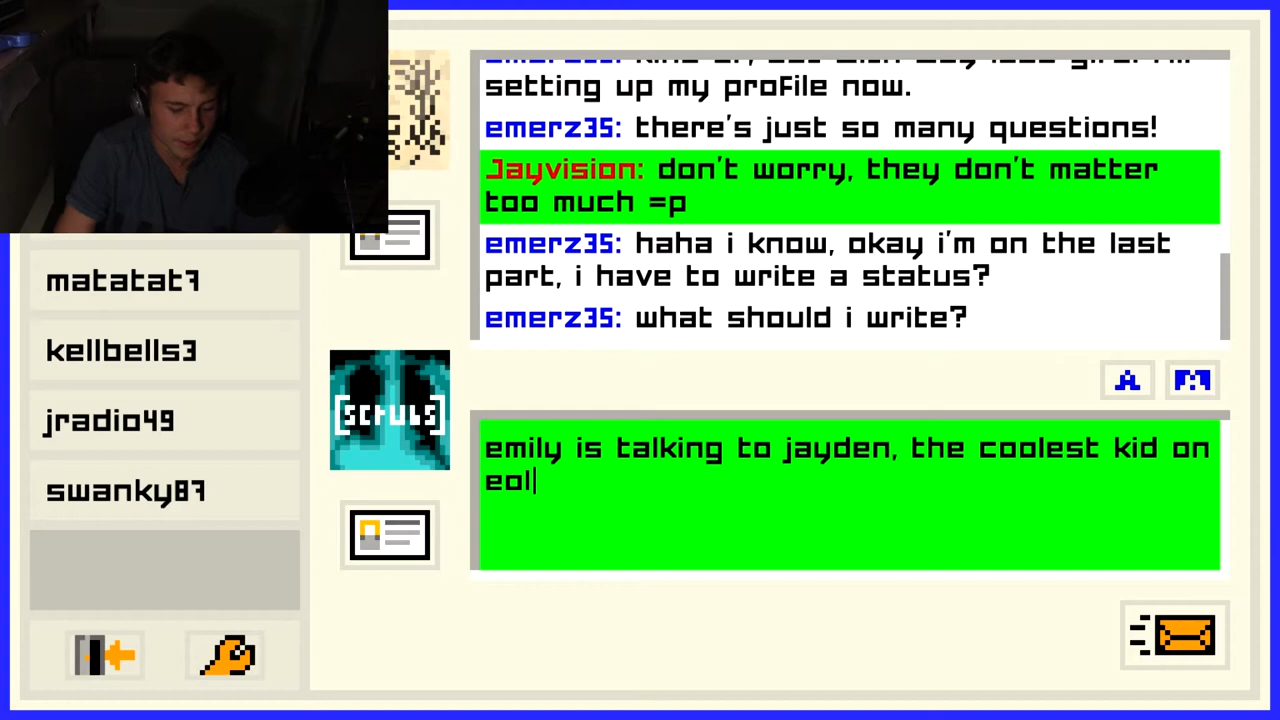 setting up my profile now.
emerz35: there's just so many questions!
Jayvision: don't worry, they don't matter
too much =p
emerz35: haha i know, okay i'm on the last
part, i have to write a status?
emerz35: what should i write?
matatat7
kellbells3
jradio49
swanky87
[scrubs]
A
emily is talking to jayden, the coolest kid on
eol